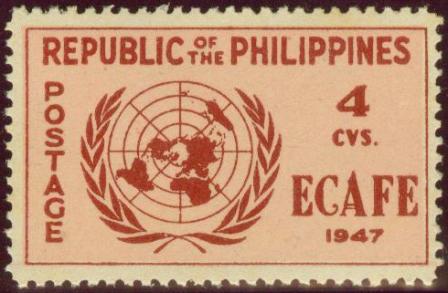 REPUBLIC OF THE PHILIPPINES
POSTAGE
4
CVS.
ECAFE
1947